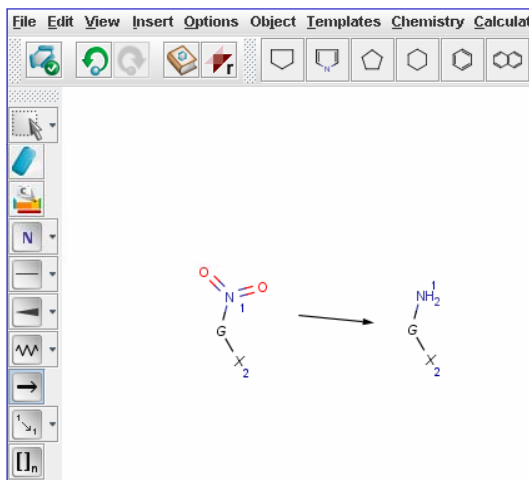 File Edit View Insert Options Object Templates Chemistry Calculat
r N
C
N
O O
N 1
G
X 2
NH2 1
G
X 2
1 1
[]n